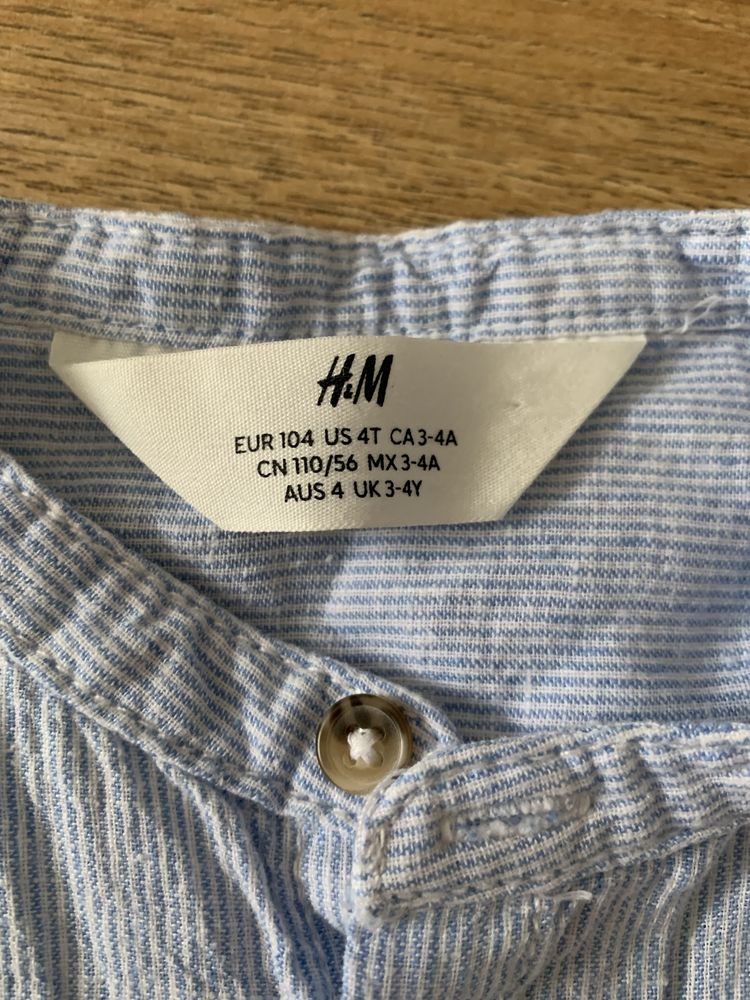 H&M
EUR 104 US 4T CA 3-4A
CN 110/56 MX 3-4A
AUS 4 UK 3-4Y